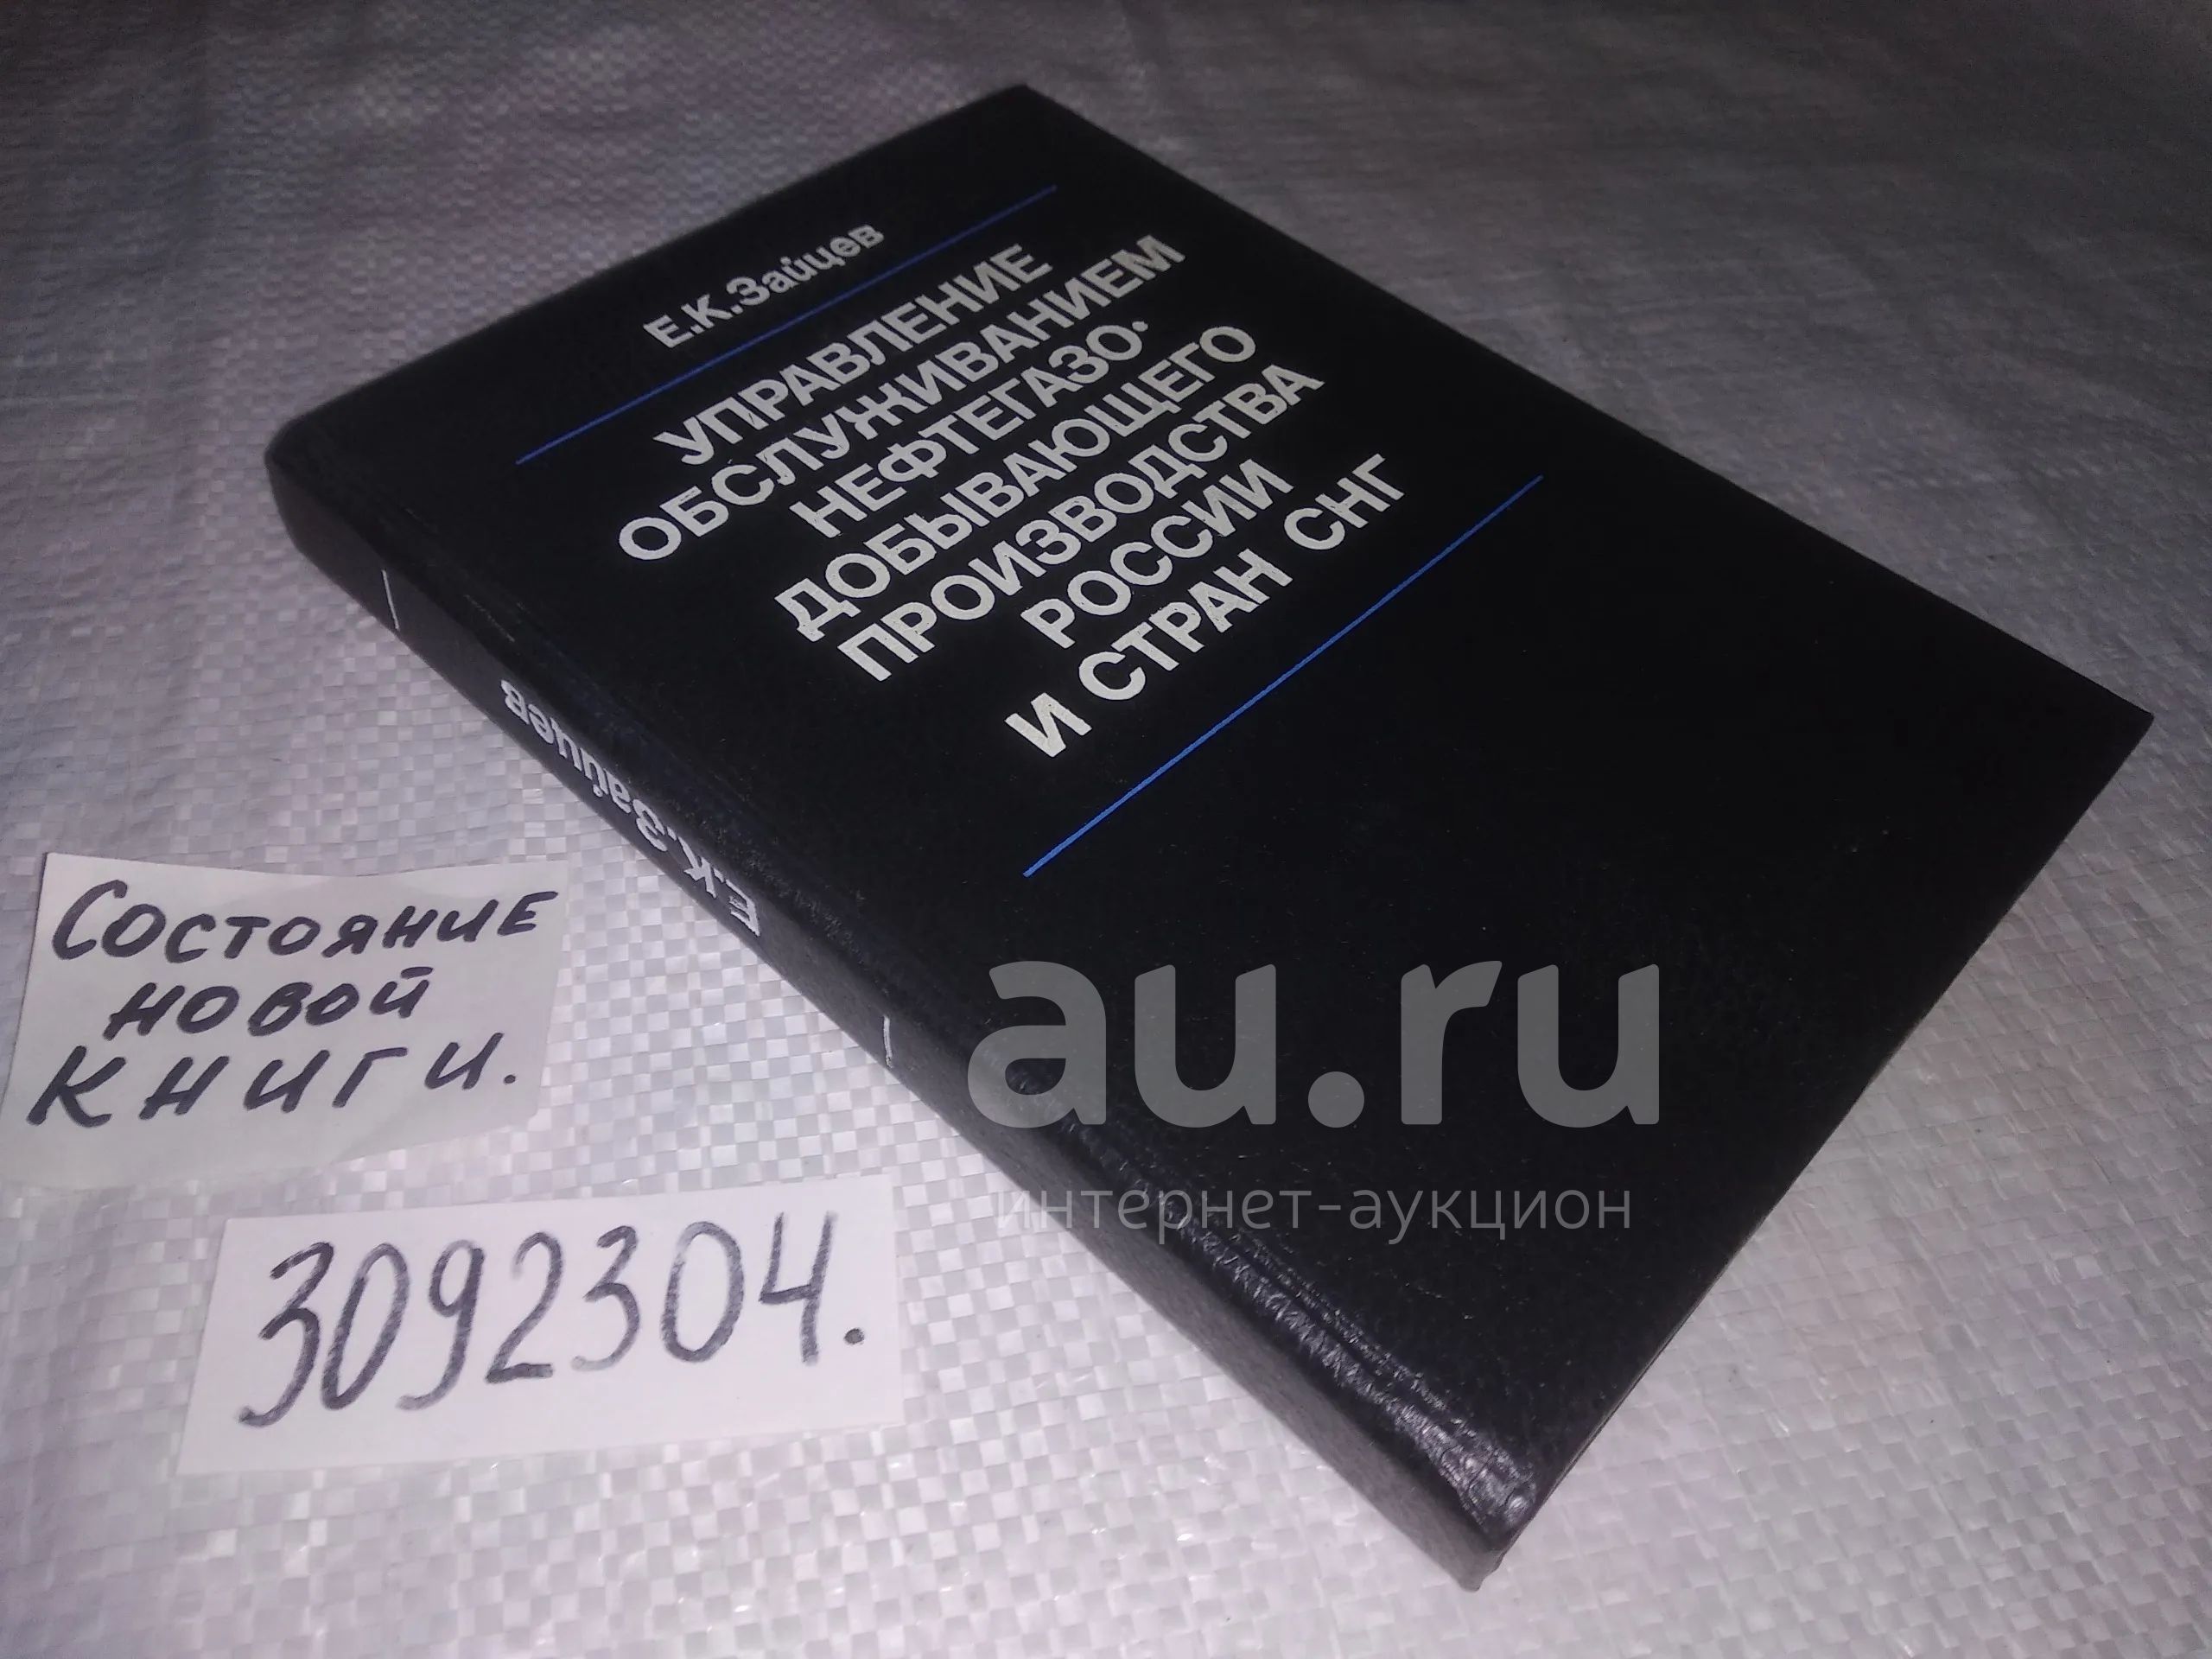 Е.К.Зайцев
УПРАВЛЕНИЕ
ОБСЛУЖИВАНИЕМ
НЕФТЕГАЗО-
ДОБЫВАЮЩЕГО
ПРОИЗВОДСТВА
РОССИИ
И СТРАН СНГ
Е.К.Зайцев
Состояние
новой
книги.
3092304.
au.ru
интернет-аукцион